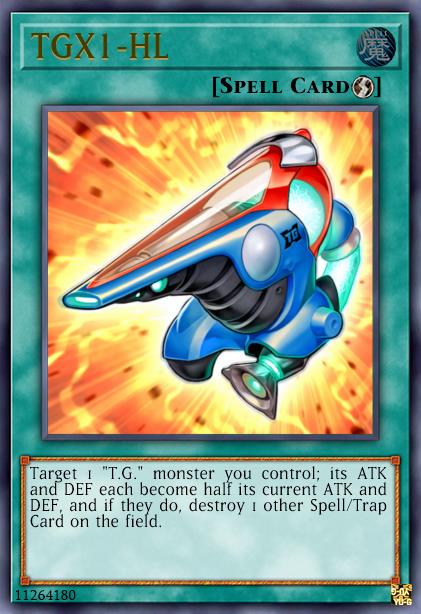 TGX1-HL
魔
[SPELL CARD]
TG
Target 1 "T.G." monster you control; its ATK
and DEF each become half its current ATK and
DEF, and if they do, destroy 1 other Spell/Trap
Card on the field.
11264180